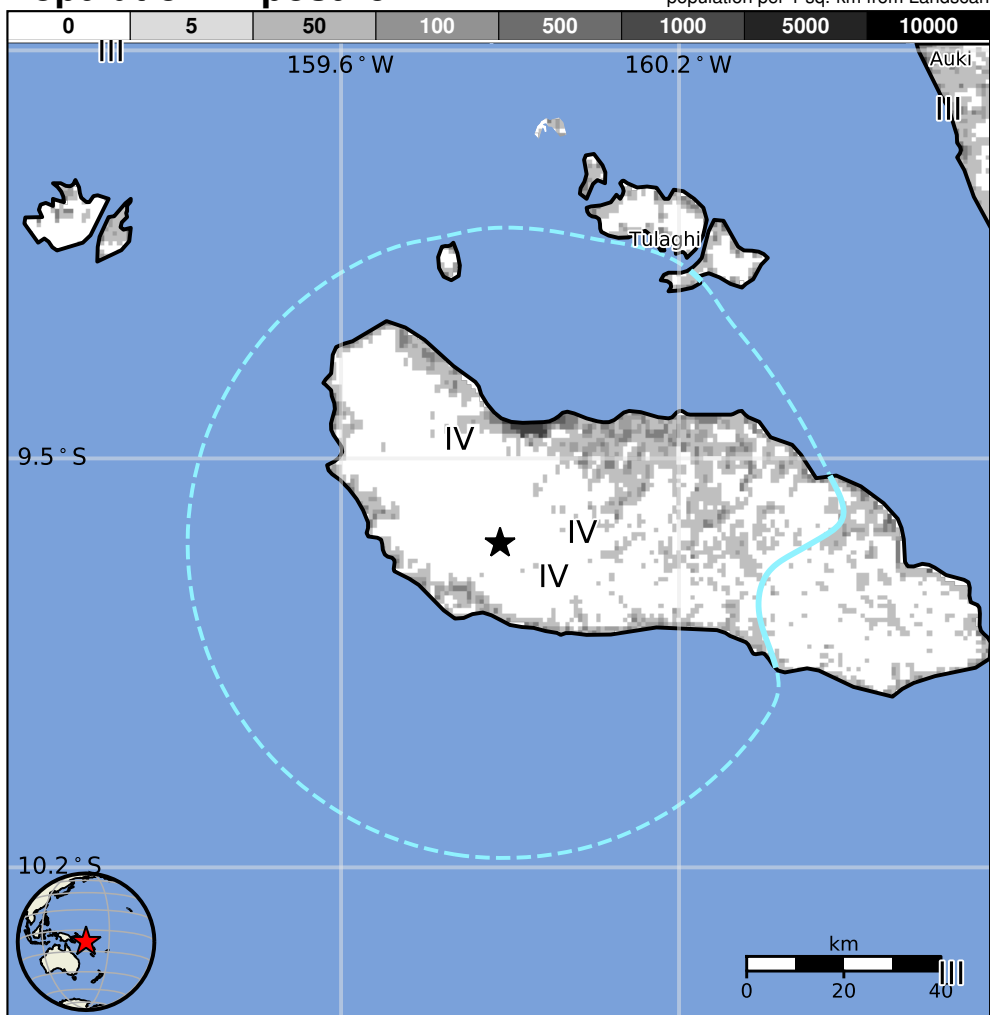 population per 1 sq. km from Landscan
0 5 50 100 500 1000 5000 10000
III
159.6°W
160.2°W
Auki
III
Tulaghi
IV
9.5°S
IV
IV
10.2°S
km
0 20 40
III